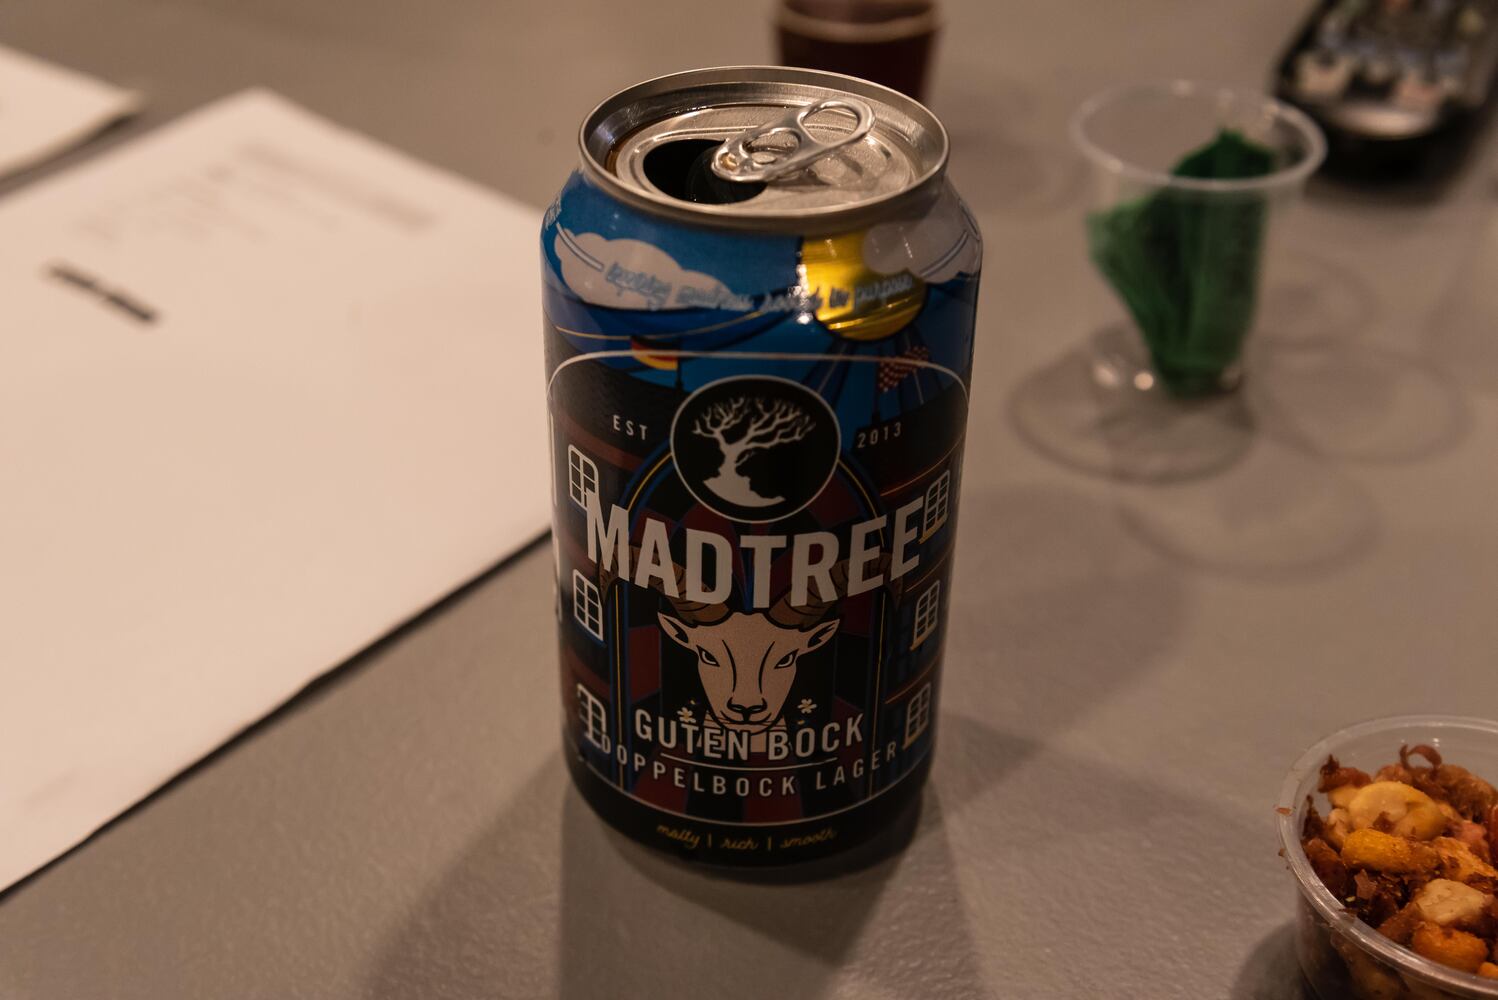 EST 2013
MADTREE
GUTEN BOCK
DOPPELBOCK LAGER
malty | rich | smooth